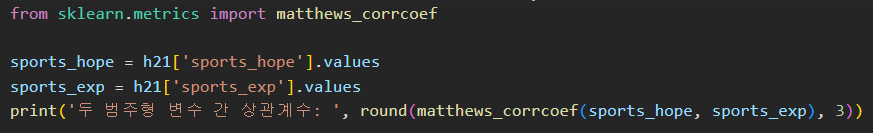 from sklearn.metrics import matthews_corrcoef
sports_hope = h21['sports_hope'].values
sports_exp = h21['sports_exp'].values
print('두 범주형 변수 간 상관계수: ', round(matthews_corrcoef(sports_hope, sports_exp), 3))